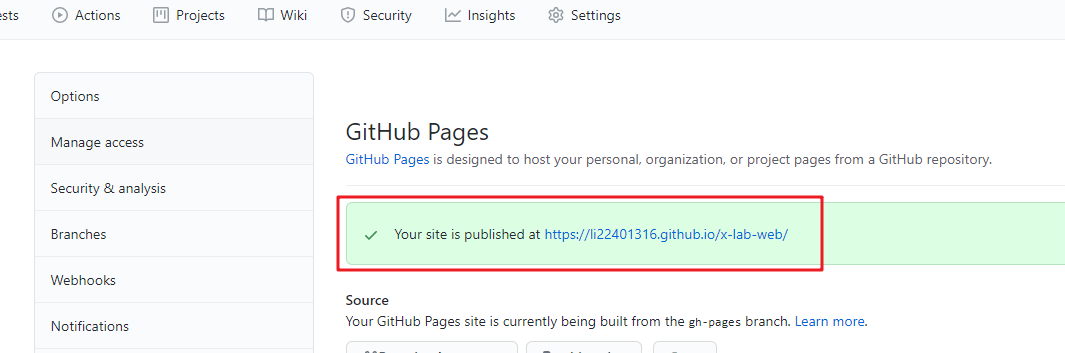 Actions Projects Wiki Security Insights Settings
Options
Manage access
Security & analysis
Branches
Webhooks
Notifications
GitHub Pages
GitHub Pages is designed to host your personal, organization, or project pages from a GitHub repository.
Your site is published at https://li22401316.github.io/x-lab-web/
Source
Your GitHub Pages site is currently being built from the gh-pages branch. Learn more.